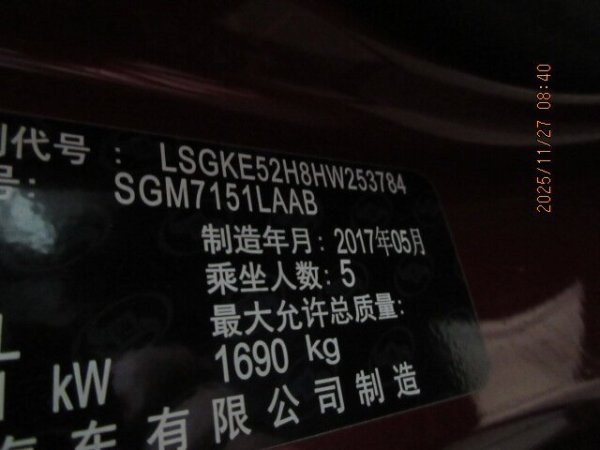 代号：LSGKE52H8HW253784
号：SGM7151LAAB
制造年月：2017年05月
乘坐人数：5
最大允许总质量：
kW 1690 kg
汽车有限公司制造
2025/11/27 08:40